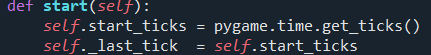 def start(self):
    self.start_ticks = pygame.time.get_ticks()
    self._last_tick  = self.start_ticks